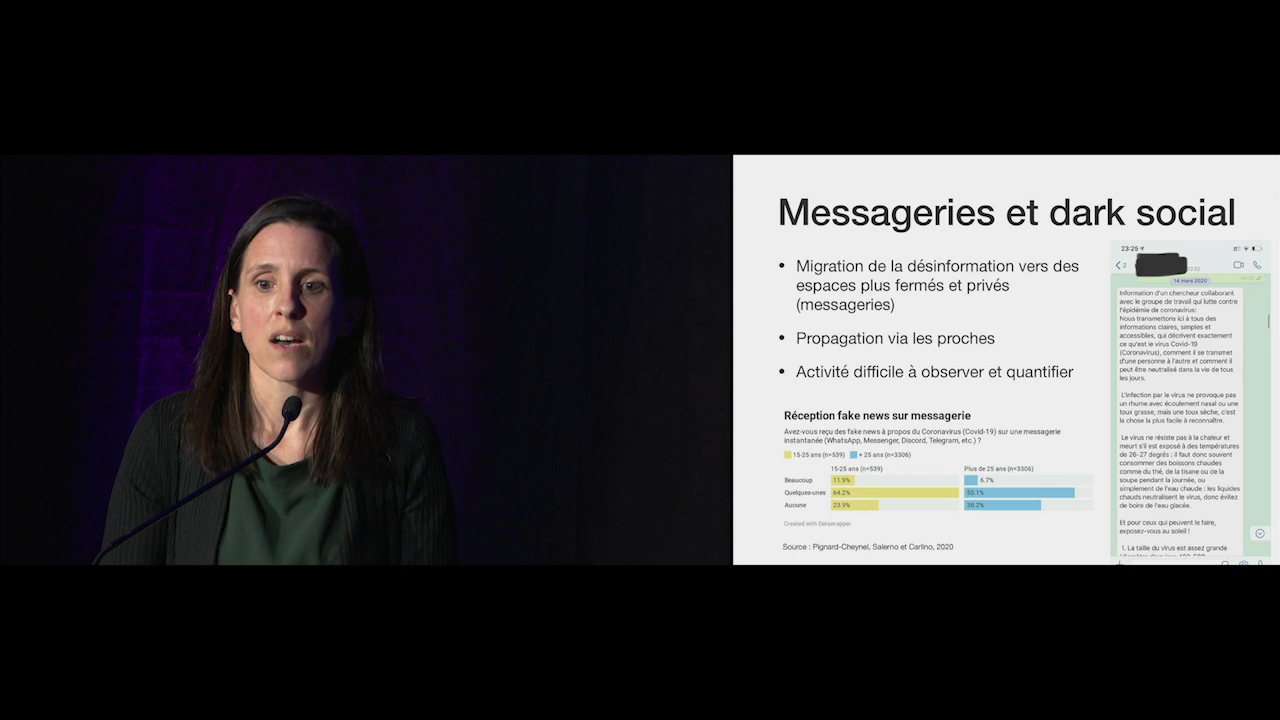 Messageries et dark social
• Migration de la désinformation vers des
espaces plus fermés et privés
(messageries)
• Propagation via les proches
• Activité difficile à observer et quantifier
Réception fake news sur messagerie
Avez-vous reçu des fake news à propos du Coronavirus (Covid-19) sur une messagerie
instantanée (WhatsApp, Messenger, Discord, Telegram, etc.) ?
15-25 ans (n=539) + 25 ans (n=3306)
15-25 ans (n=539) Plus de 25 ans (n=3306)
Beaucoup 11.9% 6.7%
Quelques-unes 64.2% 55.1%
Aucune 23.9% 38.2%
Created with Datawrapper
Source : Pignard-Cheynel, Salerno et Carlino, 2020
23:25
2
14 mars 2020
Information d'un chercheur collaborant
avec le groupe de travail qui lutte contre
l'épidémie de coronavirus:
Nous transmettons ici à tous des
informations claires, simples et
accessibles, qui décrivent exactement
ce qu'est le virus Covid-19
(Coronavirus), comment il se transmet
d'une personne à l'autre et comment il
peut être neutralisé dans la vie de tous
les jours.
L'infection par le virus ne provoque pas
un rhume avec écoulement nasal ou une
toux grasse, mais une toux sèche, c'est
la chose la plus facile à reconnaître.
Le virus ne résiste pas à la chaleur et
meurt s'il est exposé à des températures
de 26-27 degrés : il faut donc souvent
consommer des boissons chaudes
comme du thé, de la tisane ou de la
soupe pendant la journée, ou
simplement de l'eau chaude : les liquides
chauds neutralisent le virus, donc évitez
de boire de l'eau glacée.
Et pour ceux qui peuvent le faire,
exposez-vous au soleil !
1. La taille du virus est assez grande